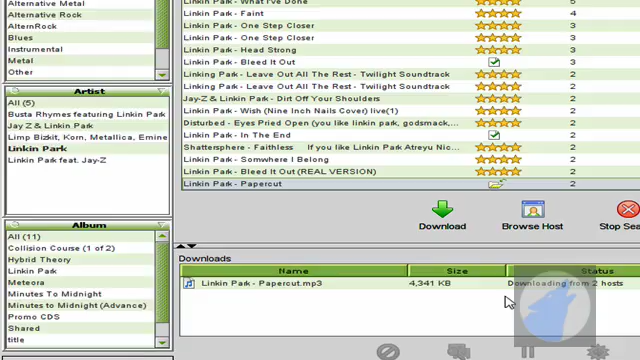 Alternative Metal
Alternative Rock
AlternRock
Blues
Instrumental
Metal
Other
Artist
All (5)
Busta Rhymes featuring Linkin Park
Jay Z & Linkin Park
Limp Bizkit, Korn, Metallica, Emine
Linkin Park
Linkin Park feat. Jay-Z
Album
All (11)
Collision Course (1 of 2)
Hybrid Theory
Linkin Park
Meteora
Minutes To Midnight
Minutes to Midnight (Advance)
Promo CDS
Shared
title
Linkin Park - What I've Done 5
Linkin Park - Faint 4
Linkin Park - One Step Closer 3
Linkin Park - One Step Closer 3
Linkin Park - Head Strong 3
Linkin Park - Bleed It Out 3
Linking Park - Leave Out All The Rest - Twilight Soundtrack 2
Linking Park - Leave Out All The Rest - Twilight Soundtrack 2
Jay-Z & Linkin Park - Dirt Off Your Shoulders 2
Linkin Park - Wish (Nine Inch Nails Cover) live(1) 2
Disturbed - Eyes Pried Open (you like korn, godsmack,... 2
Linkin Park - In The End 2
Shattersphere - Faithless If you like Linkin Park Atreyu Nic... 2
Linkin Park - Somwhere I Belong 2
Linkin Park - Bleed It Out (REAL VERSION) 2
Linkin Park - Papercut 2
Download Browse Host Stop Sea
Downloads
Name Size Status
Linkin Park - Papercut.mp3 4,341 KB Downloading from 2 hosts